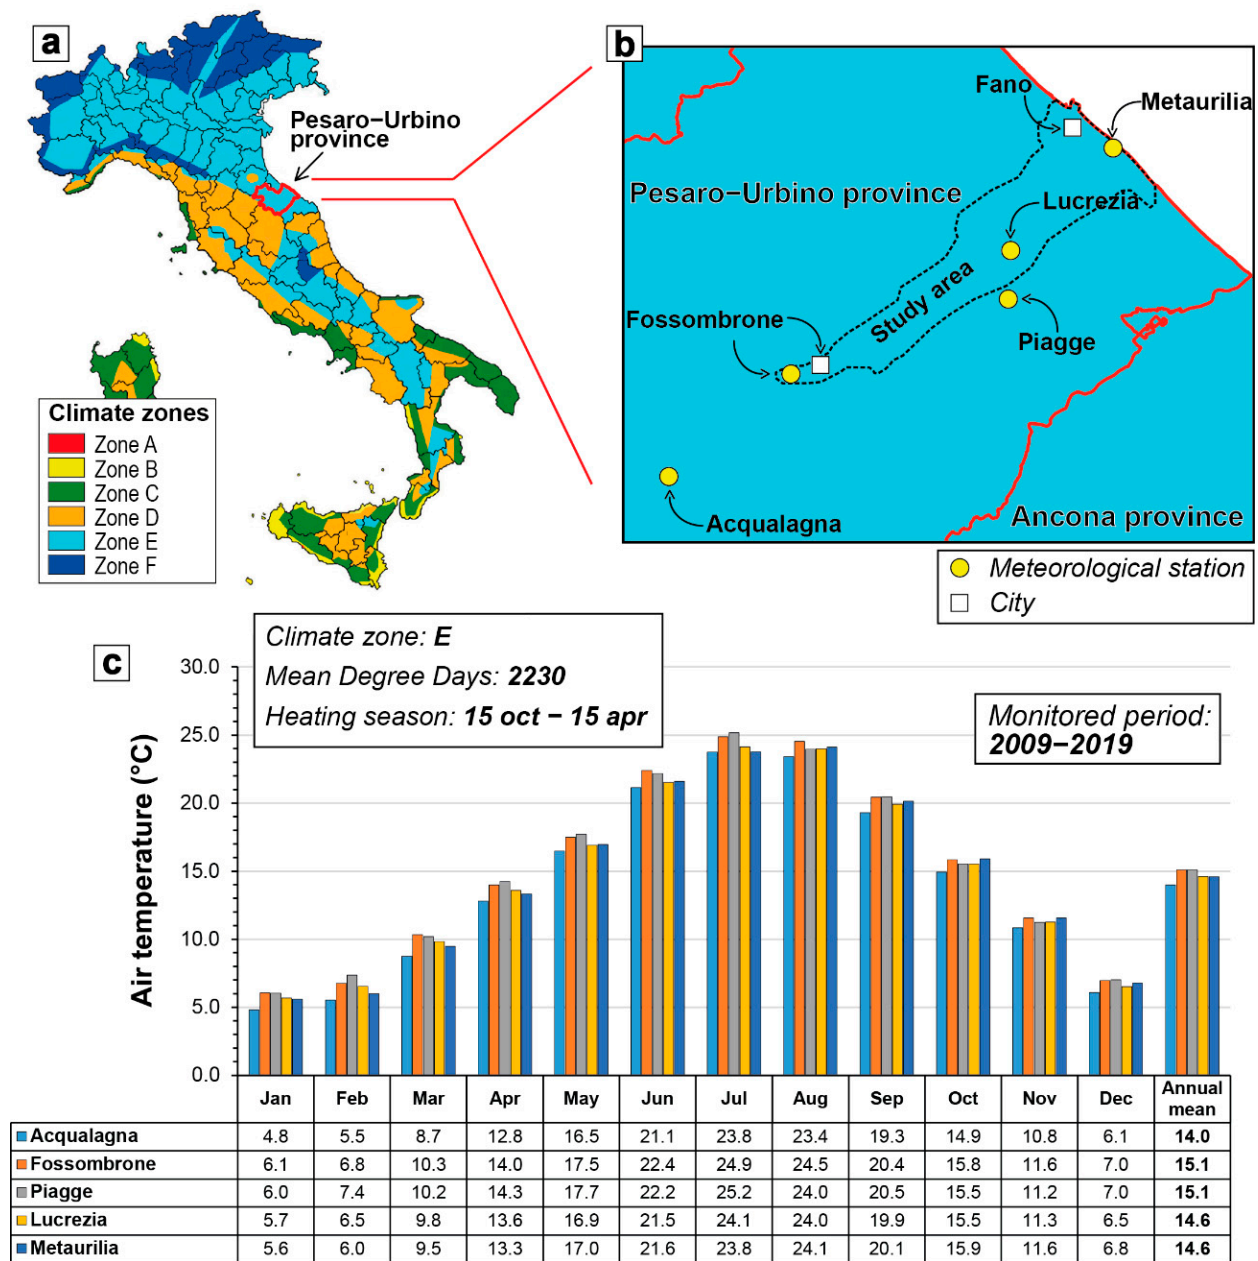 a
Pesaro–Urbino
province
Climate zones
Zone A
Zone B
Zone C
Zone D
Zone E
Zone F
b
Fano
Metaurilia
Pesaro–Urbino province
Lucrezia
Study area
Fossombrone
Piagge
Acqualagna
Ancona province
Meteorological station
City
c
Climate zone: E
Mean Degree Days: 2230
Heating season: 15 oct – 15 apr
Monitored period:
2009–2019
Air temperature (°C)
30.0
25.0
20.0
15.0
10.0
5.0
0.0
Jan Feb Mar Apr May Jun Jul Aug Sep Oct Nov Dec Annual mean
Acqualagna 4.8 5.5 8.7 12.8 16.5 21.1 23.8 23.4 19.3 14.9 10.8 6.1 14.0
Fossombrone 6.1 6.8 10.3 14.0 17.5 22.4 24.9 24.5 20.4 15.8 11.6 7.0 15.1
Piagge 6.0 7.4 10.2 14.3 17.7 22.2 25.2 24.0 20.5 15.5 11.2 7.0 15.1
Lucrezia 5.7 6.5 9.8 13.6 16.9 21.5 24.1 24.0 19.9 15.5 11.3 6.5 14.6
Metaurilia 5.6 6.0 9.5 13.3 17.0 21.6 23.8 24.1 20.1 15.9 11.6 6.8 14.6